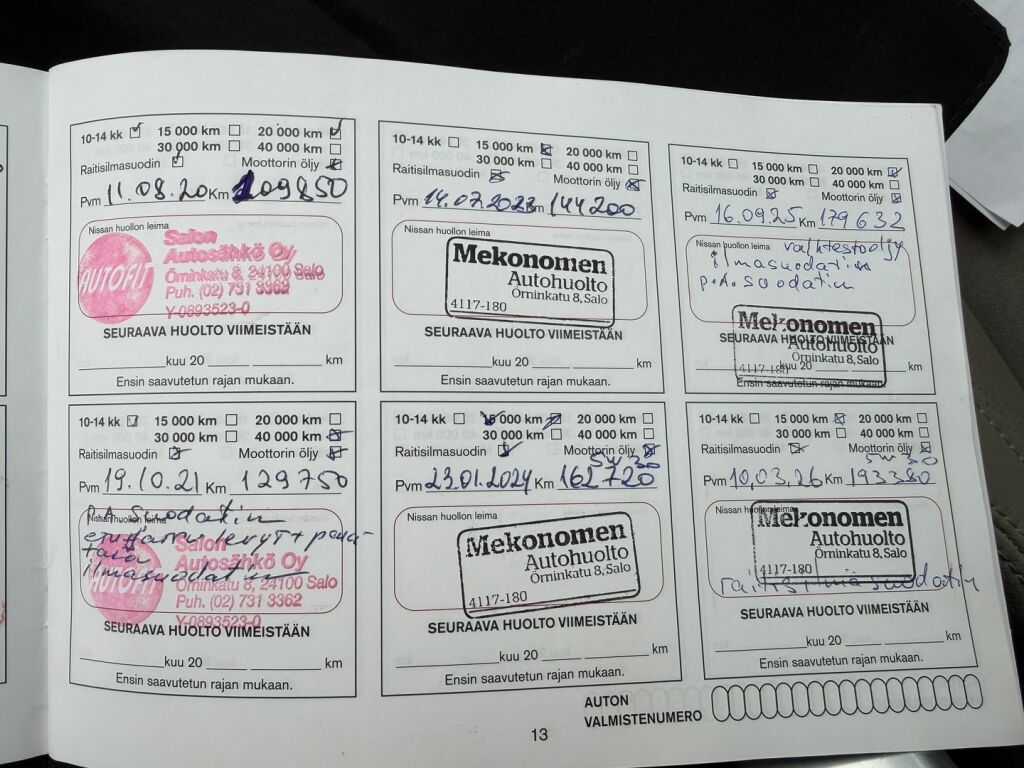 10-14 kk 15 000 km 20 000 km
30 000 km
Raitisilmasuodin Moottorin öljy
Pvm 11.08.20 Km 109850
Nissan huollon leima
AUTOFIT
Salon
Autosähkö Oy
Örninkatu 8, 24100 Salo
Puh. (02) 731 3362
Y-0893523-0
SEURAAVA HUOLTO VIIMEISTÄÄN
kuu 20 km
Ensin saavutetun rajan mukaan.
10-14 kk 15 000 km 20 000 km
30 000 km 40 000 km
Raitisilmasuodin Moottorin öljy
Pvm 14.07.2023 Km 144200
Nissan huollon leima
Mekonomen
Autohuolto
Örninkatu 8, Salo
4117-180
SEURAAVA HUOLTO VIIMEISTÄÄN
kuu 20 km
Ensin saavutetun rajan mukaan.
10-14 kk 15 000 km 20 000 km
30 000 km 40 000 km
Raitisilmasuodin Moottorin öljy
Pvm 16.09.25 Km 179632
Nissan huollon leima
ilmasuodatin
p.A. suodatin
Mekonomen
Autohuolto
Örninkatu 8, Salo
4117-180
SEURAAVA HUOLTO VIIMEISTÄÄN
kuu 20 km
Ensin saavutetun rajan mukaan.
10-14 kk 15 000 km 20 000 km
30 000 km 40 000 km
Raitisilmasuodin Moottorin öljy
Pvm 19.10.21 Km 129750
P.A. suodatin
Nissan huollon leima
ilmasuodatin
AUTOFIT
Salon
Autosähkö Oy
Örninkatu 8, 24100 Salo
Puh. (02) 731 3362
Y-0893523-0
SEURAAVA HUOLTO VIIMEISTÄÄN
kuu 20 km
Ensin saavutetun rajan mukaan.
10-14 kk 15 000 km 20 000 km
30 000 km 40 000 km
Raitisilmasuodin Moottorin öljy
5W30
Pvm 23.01.2024 Km 162720
Nissan huollon leima
Mekonomen
Autohuolto
Örninkatu 8, Salo
4117-180
SEURAAVA HUOLTO VIIMEISTÄÄN
kuu 20 km
Ensin saavutetun rajan mukaan.
10-14 kk 15 000 km 20 000 km
30 000 km 40 000 km
Raitisilmasuodin Moottorin öljy
5W30
Pvm 10,03,26 Km 193380
Nissan huollon leima
Mekonomen
Autohuolto
Örninkatu 8, Salo
4117-180
SEURAAVA HUOLTO VIIMEISTÄÄN
kuu 20 km
Ensin saavutetun rajan mukaan.
AUTON
VALMISTENUMERO
13